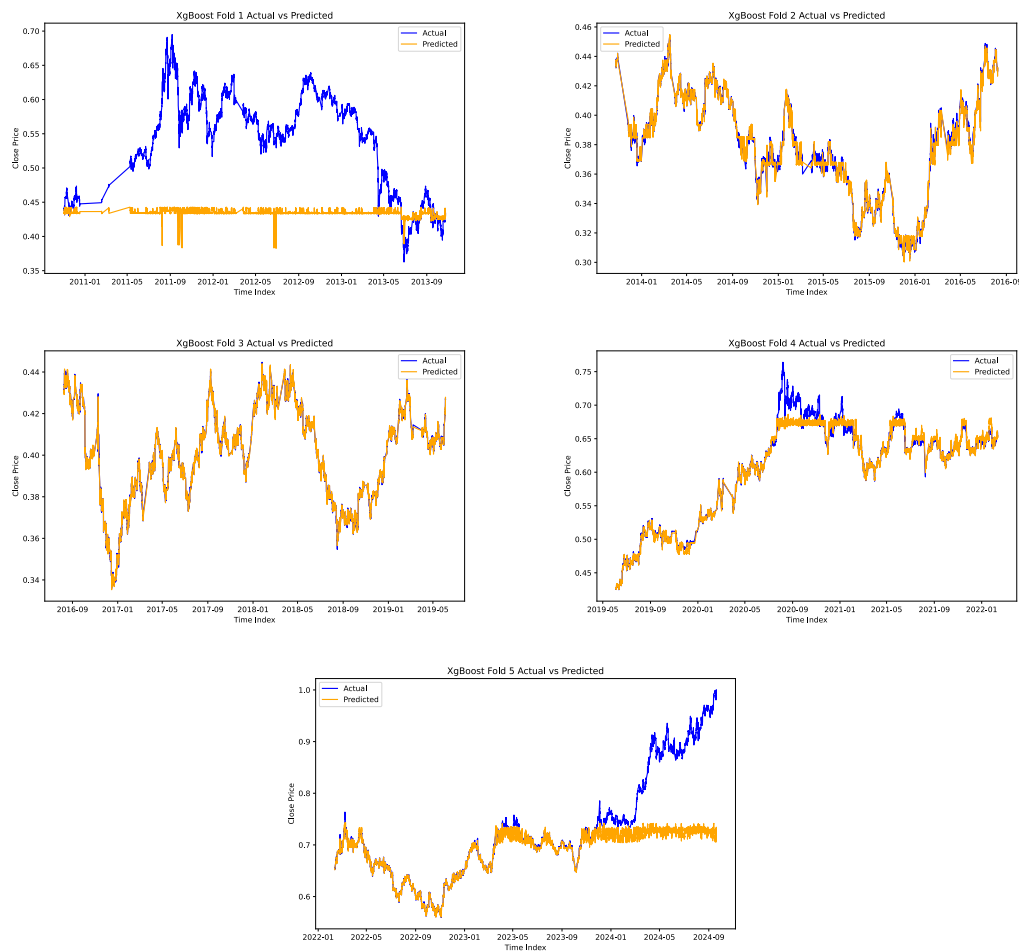 XgBoost Fold 1 Actual vs Predicted
Actual
Predicted
0.70
0.65
0.60
0.55
0.50
0.45
0.40
0.35
Close Price
2011-01 2011-05 2011-09 2012-01 2012-05 2012-09 2013-01 2013-05 2013-09
Time Index
XgBoost Fold 2 Actual vs Predicted
Actual
Predicted
0.46
0.44
0.42
0.40
0.38
0.36
0.34
0.32
0.30
Close Price
2014-01 2014-05 2014-09 2015-01 2015-05 2015-09 2016-01 2016-05 2016-09
Time Index
XgBoost Fold 3 Actual vs Predicted
Actual
Predicted
0.44
0.42
0.40
0.38
0.36
0.34
Close Price
2016-09 2017-01 2017-05 2017-09 2018-01 2018-05 2018-09 2019-01 2019-05
Time Index
XgBoost Fold 4 Actual vs Predicted
Actual
Predicted
0.75
0.70
0.65
0.60
0.55
0.50
0.45
Close Price
2019-05 2019-09 2020-01 2020-05 2020-09 2021-01 2021-05 2021-09 2022-01
Time Index
XgBoost Fold 5 Actual vs Predicted
Actual
Predicted
1.0
0.9
0.8
0.7
0.6
Close Price
2022-01 2022-05 2022-09 2023-01 2023-05 2023-09 2024-01 2024-05 2024-09
Time Index